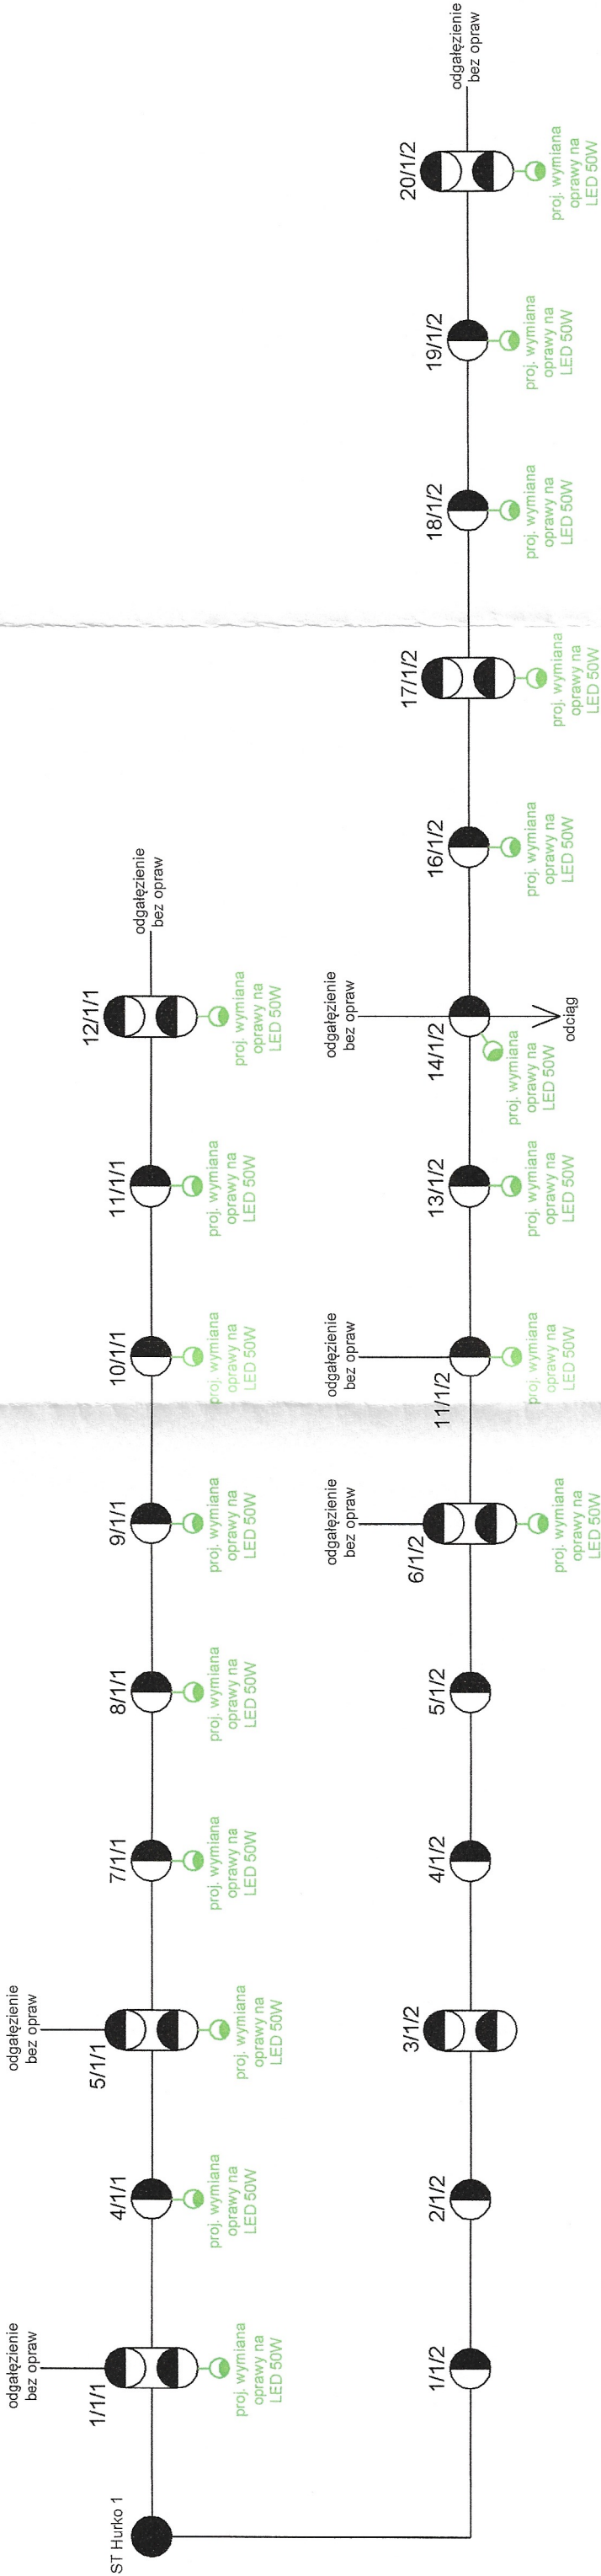 ST Hurko 1
odgałęzienie
bez opraw
1/1/1
proj. wymiana
oprawy na
LED 50W
4/1/1
proj. wymiana
oprawy na
LED 50W
odgałęzienie
bez opraw
5/1/1
proj. wymiana
oprawy na
LED 50W
7/1/1
proj. wymiana
oprawy na
LED 50W
8/1/1
proj. wymiana
oprawy na
LED 50W
9/1/1
proj. wymiana
oprawy na
LED 50W
10/1/1
proj. wymiana
oprawy na
LED 50W
11/1/1
proj. wymiana
oprawy na
LED 50W
12/1/1
proj. wymiana
oprawy na
LED 50W
odgałęzienie
bez opraw
1/1/2
2/1/2
3/1/2
4/1/2
5/1/2
odgałęzienie
bez opraw
6/1/2
proj. wymiana
oprawy na
LED 50W
odgałęzienie
bez opraw
11/1/2
proj. wymiana
oprawy na
LED 50W
13/1/2
proj. wymiana
oprawy na
LED 50W
odgałęzienie
bez opraw
14/1/2
proj. wymiana
oprawy na
LED 50W
odciąg
16/1/2
proj. wymiana
oprawy na
LED 50W
17/1/2
proj. wymiana
oprawy na
LED 50W
18/1/2
proj. wymiana
oprawy na
LED 50W
19/1/2
proj. wymiana
oprawy na
LED 50W
20/1/2
proj. wymiana
oprawy na
LED 50W
odgałęzienie
bez opraw